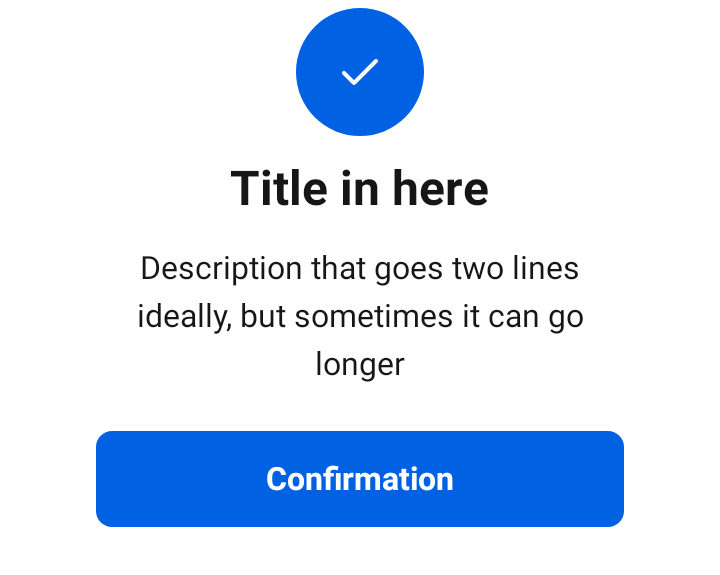 Title in here
Description that goes two lines
ideally, but sometimes it can go
longer
Confirmation